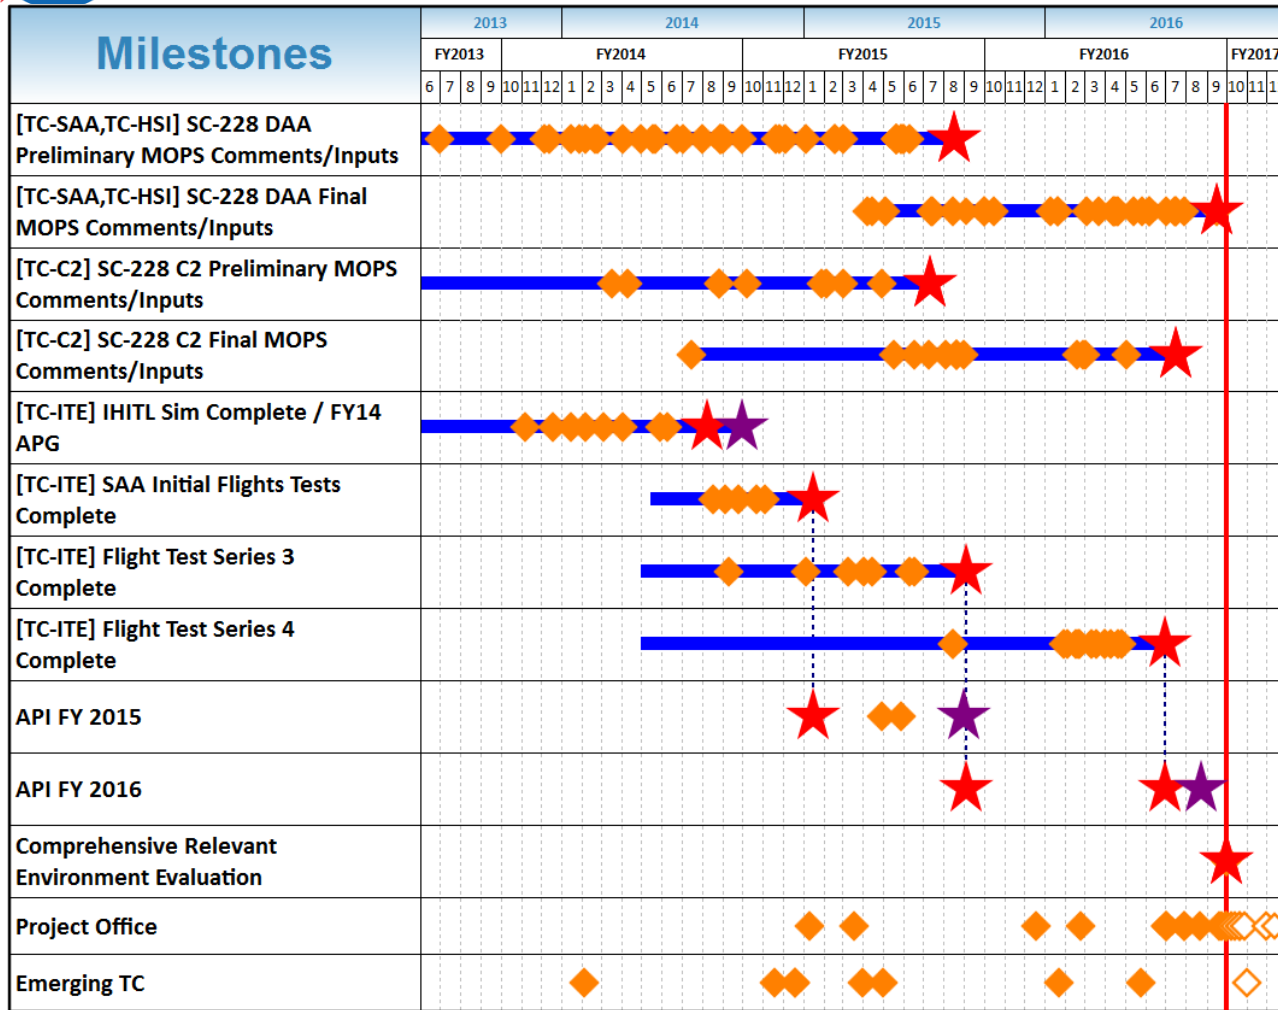 2013 2014 2015 2016
Milestones
FY2013 FY2014 FY2015 FY2016 FY2017
6 7 8 9 10 11 12 1 2 3 4 5 6 7 8 9 10 11 12 1 2 3 4 5 6 7 8 9 10 11 12 1 2 3 4 5 6 7 8 9 10 11 1
[TC-SAA,TC-HSI] SC-228 DAA
Preliminary MOPS Comments/Inputs
[TC-SAA,TC-HSI] SC-228 DAA Final
MOPS Comments/Inputs
[TC-C2] SC-228 C2 Preliminary MOPS
Comments/Inputs
[TC-C2] SC-228 C2 Final MOPS
Comments/Inputs
[TC-ITE] IHITL Sim Complete / FY14
APG
[TC-ITE] SAA Initial Flights Tests
Complete
[TC-ITE] Flight Test Series 3
Complete
[TC-ITE] Flight Test Series 4
Complete
API FY 2015
API FY 2016
Comprehensive Relevant
Environment Evaluation
Project Office
Emerging TC